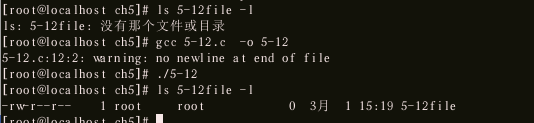 [root@localhost ch5]# ls 5-12file -l
ls: 5-12file: 没有那个文件或目录
[root@localhost ch5]# gcc 5-12.c -o 5-12
5-12.c:12:2: warning: no newline at end of file
[root@localhost ch5]# ./5-12
[root@localhost ch5]# ls 5-12file -l
-rw-r--r-- 1 root root 0 3月 1 15:19 5-12file
[root@localhost ch5]#